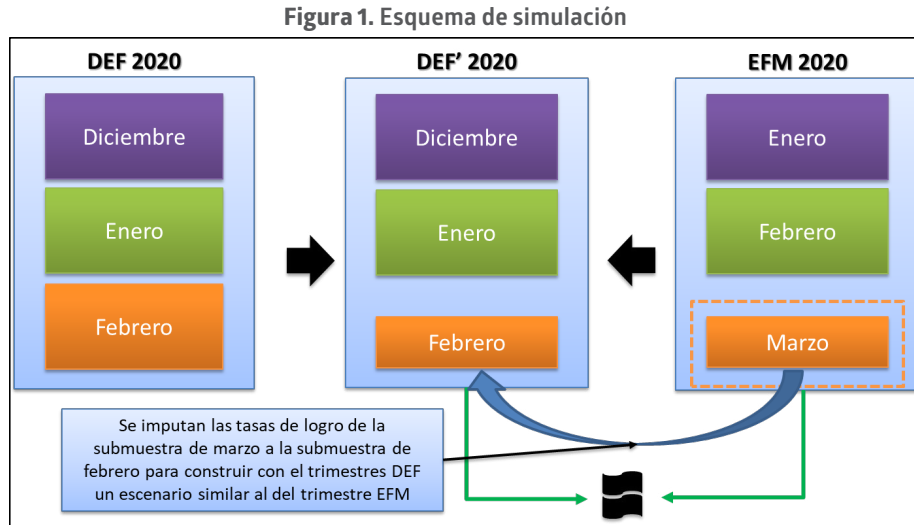 Figura 1. Esquema de simulación
DEF 2020
DEF’ 2020
EFM 2020
Diciembre
Diciembre
Enero
Enero
Enero
Febrero
Febrero
Febrero
Marzo
Se imputan las tasas de logro de la
submuestra de marzo a la submuestra de
febrero para construir con el trimestres DEF
un escenario similar al del trimestre EFM